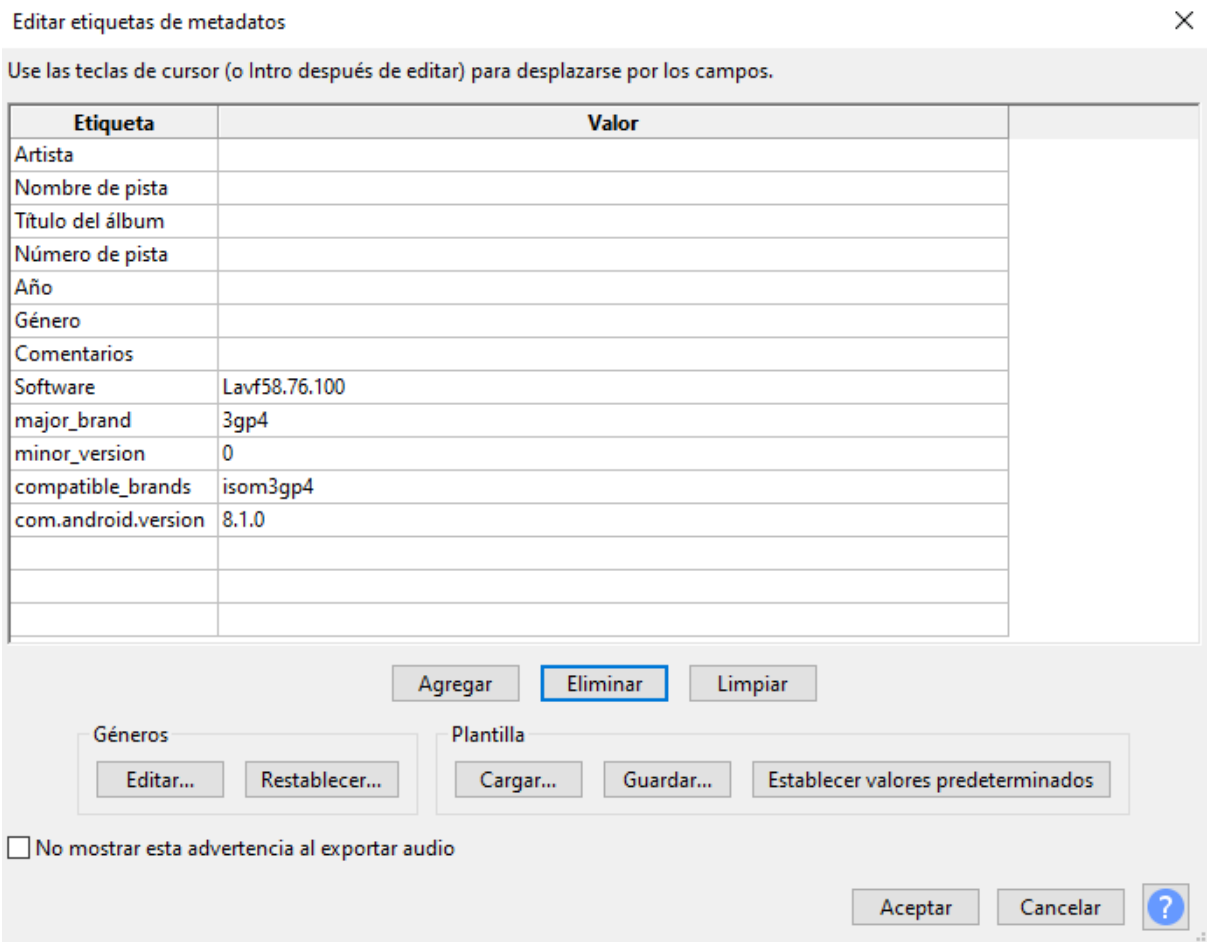 Editar etiquetas de metadatos
Use las teclas de cursor (o Intro después de editar) para desplazarse por los campos.
Etiqueta Valor
Artista
Nombre de pista
Título del álbum
Número de pista
Año
Género
Comentarios
Software Lavf58.76.100
major_brand 3gp4
minor_version 0
compatible_brands isom3gp4
com.android.version 8.1.0
Agregar Eliminar Limpiar
Géneros Plantilla
Editar... Restablecer... Cargar... Guardar... Establecer valores predeterminados
No mostrar esta advertencia al exportar audio
Aceptar Cancelar ?